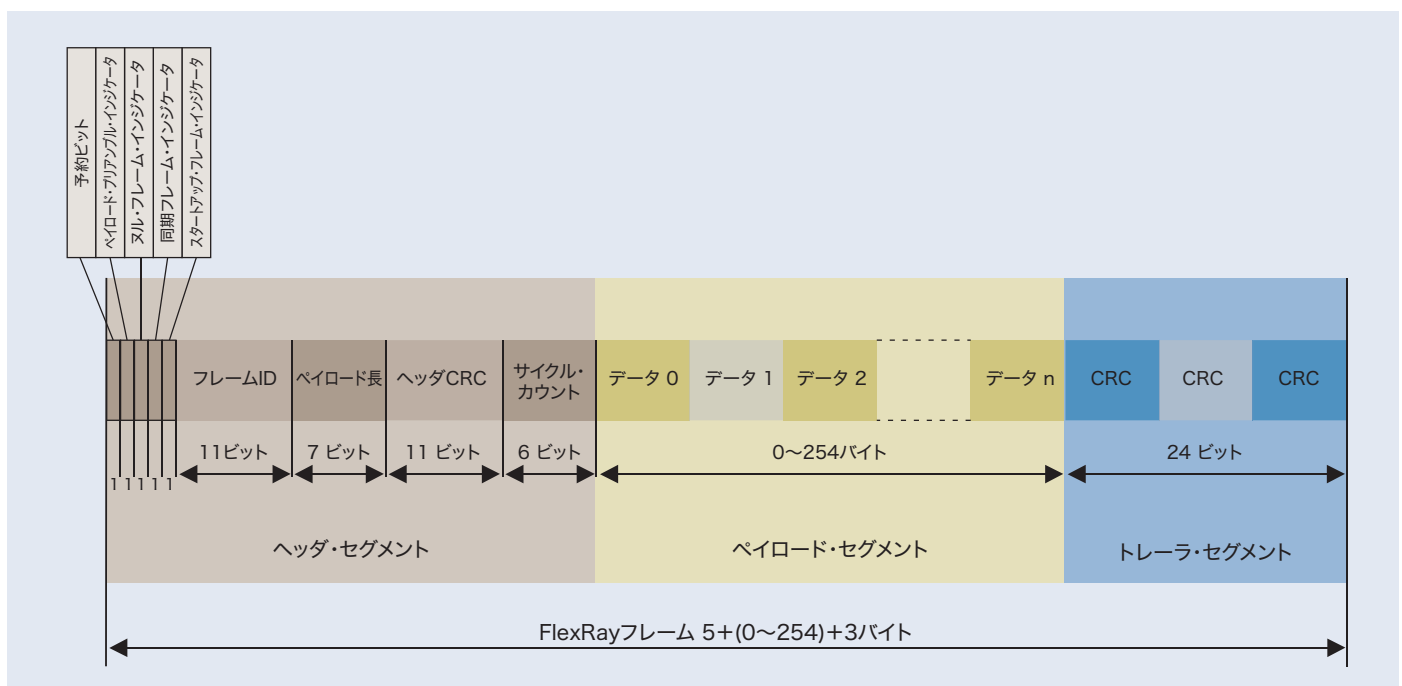 予約ビット
ペイロード・プリアンブル・インジケータ
ヌル・フレーム・インジケータ
同期フレーム・インジケータ
スタートアップ・フレーム・インジケータ
フレームID
ペイロード長
ヘッダCRC
サイクル・
カウント
データ 0
データ 1
データ 2
データ n
CRC
CRC
CRC
1 1 1 1 1
11ビット
7 ビット
11 ビット
6 ビット
0〜254バイト
24 ビット
ヘッダ・セグメント
ペイロード・セグメント
トレーラ・セグメント
FlexRayフレーム 5+(0〜254)+3バイト